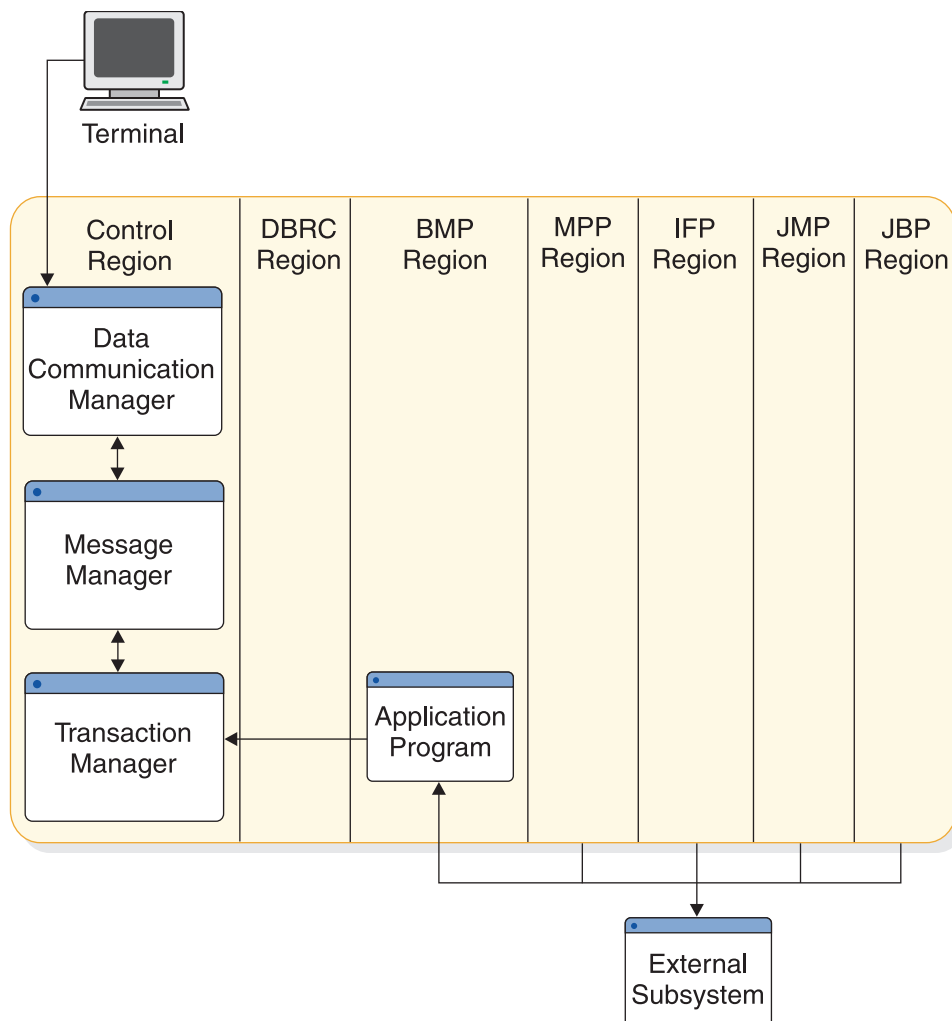 Terminal
Control
Region
DBRC
Region
BMP
Region
MPP
Region
IFP
Region
JMP
Region
JBP
Region
Data
Communication
Manager
Message
Manager
Transaction
Manager
Application
Program
External
Subsystem